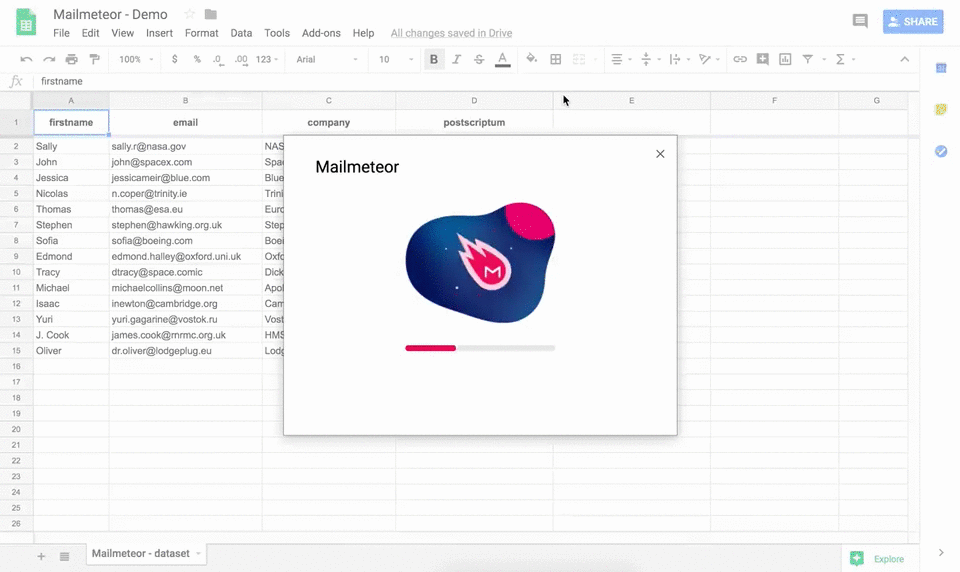 Mailmeteor - Demo
File Edit View Insert Format Data Tools Add-ons Help All changes saved in Drive
SHARE
100% $ % .0 .00 123 Arial 10 B I S A
fx firstname
A B C D E F G
1 firstname email company postscriptum
2 Sally sally.r@nasa.gov NAS
3 John john@spacex.com Spa
4 Jessica jessicameir@blue.com Blue
5 Nicolas n.coper@trinity.ie Trini
6 Thomas thomas@esa.eu Euro
7 Stephen stephen@hawking.org.uk Step
8 Sofia sofia@boeing.com Boei
9 Edmond edmond.halley@oxford.uni.uk Oxfo
10 Tracy dtracy@space.comic Dick
11 Michael michaelcollins@moon.net Apol
12 Isaac inewton@cambridge.org Cam
13 Yuri yuri.gagarine@vostok.ru Vost
14 J. Cook james.cook@mrmc.org.uk HMS
15 Oliver dr.oliver@lodgeplug.eu Lodg
16
17
18
19
20
21
22
23
24
25
26
Mailmeteor
M
Mailmeteor - dataset
Explore